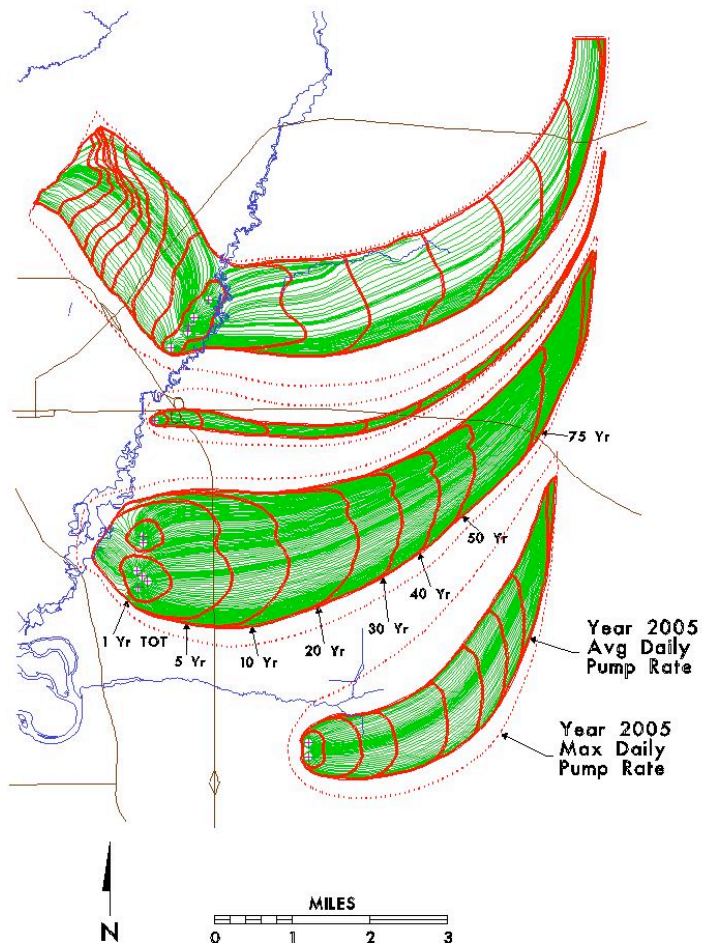 75 Yr
50 Yr
40 Yr
30 Yr
20 Yr
10 Yr
5 Yr
1 Yr TOT
Year 2005
Avg Daily
Pump Rate
Year 2005
Max Daily
Pump Rate
N
MILES
0 1 2 3